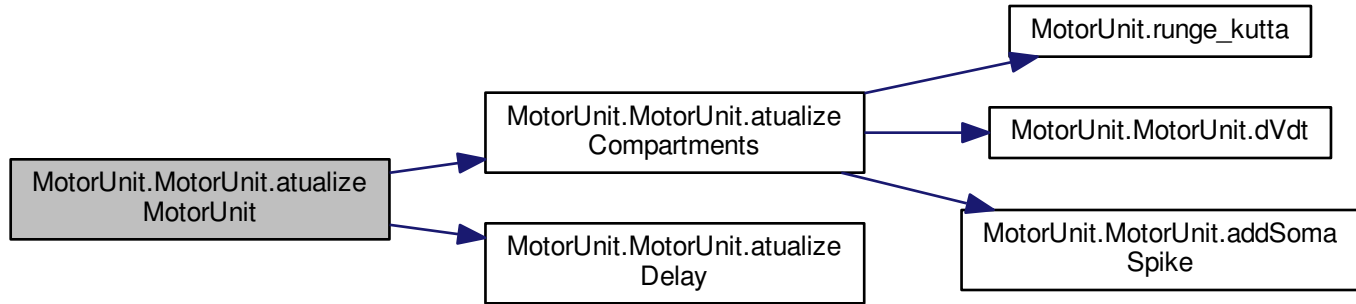 MotorUnit.MotorUnit.atualize
MotorUnit
MotorUnit.MotorUnit.atualize
Compartments
MotorUnit.MotorUnit.atualize
Delay
MotorUnit.runge_kutta
MotorUnit.MotorUnit.dVdt
MotorUnit.MotorUnit.addSoma
Spike